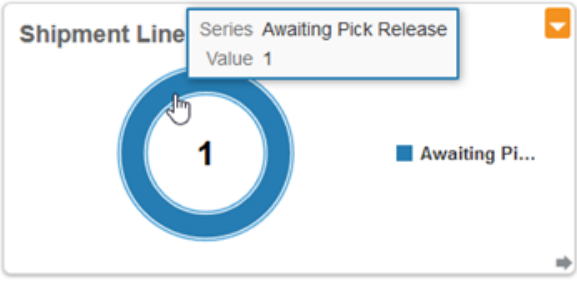 Shipment Line
Series Awaiting Pick Release
Value 1
1
Awaiting Pi...